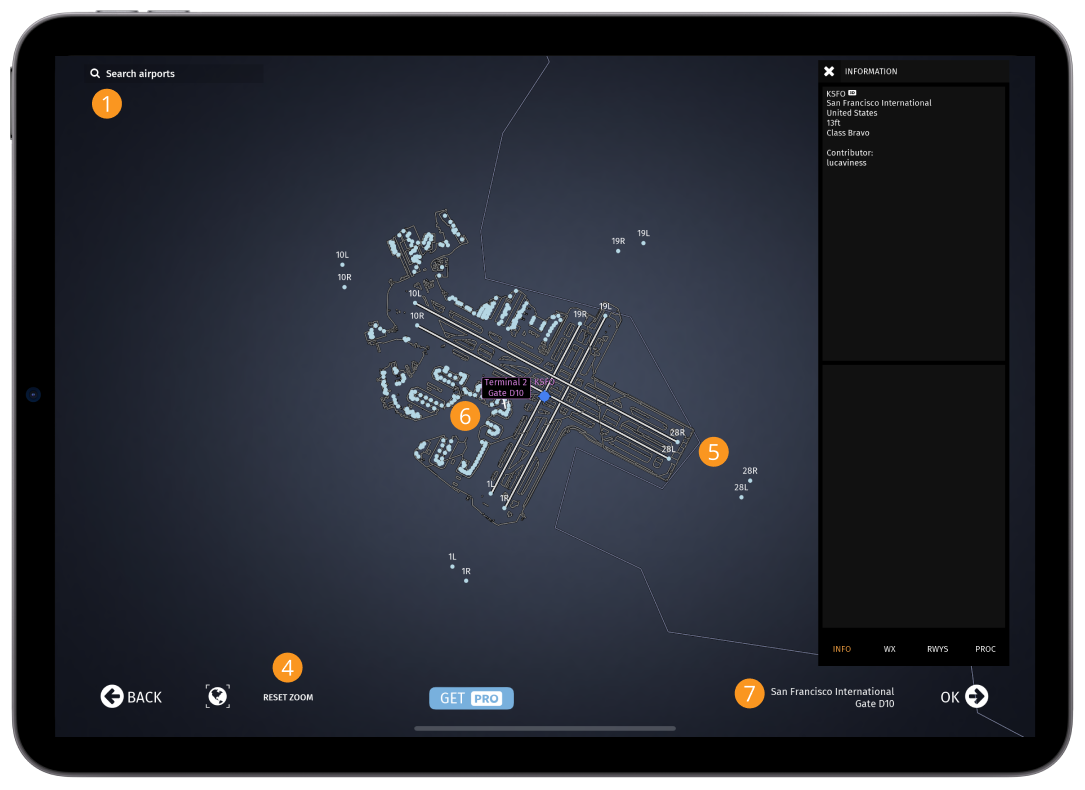 Search airports
1
INFORMATION
KSFO 3D
San Francisco International
United States
13ft
Class Bravo
Contributor:
lucaviness
19L
19R
10L
10R
10L
10R
19L
19R
Terminal 2
Gate D10
KSFO
6
28R
28L
5
28R
28L
1L
1R
1L
1R
INFO
WX
RWYS
PROC
4
BACK
RESET ZOOM
GET PRO
7
San Francisco International
Gate D10
OK